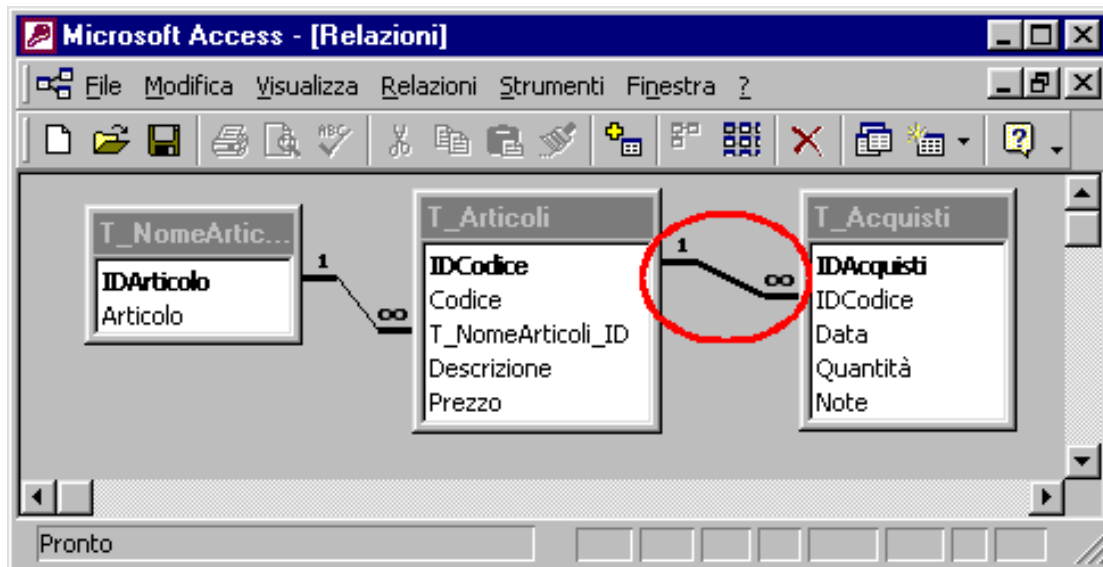 Microsoft Access - [Relazioni]
File Modifica Visualizza Relazioni Strumenti Finestra ?
ABC
T_NomeArtic...
IDArticolo
Articolo
1
∞
T_Articoli
IDCodice
Codice
T_NomeArticoli_ID
Descrizione
Prezzo
1
∞
T_Acquisti
IDAcquisti
IDCodice
Data
Quantità
Note
Pronto